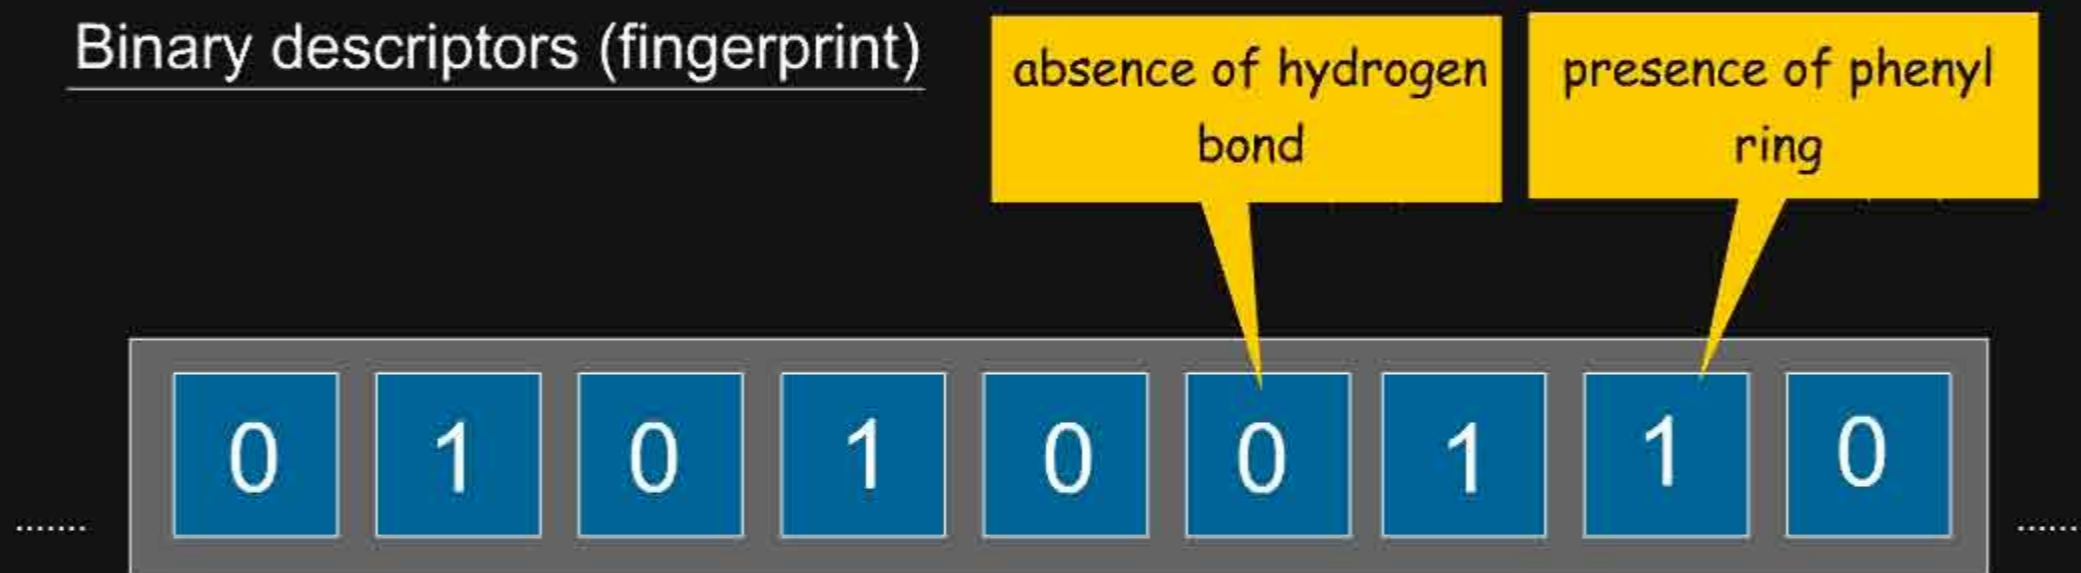 Binary descriptors (fingerprint)
absence of hydrogen
bond
presence of phenyl
ring
0 1 0 1 0 0 1 1 0
....... ......